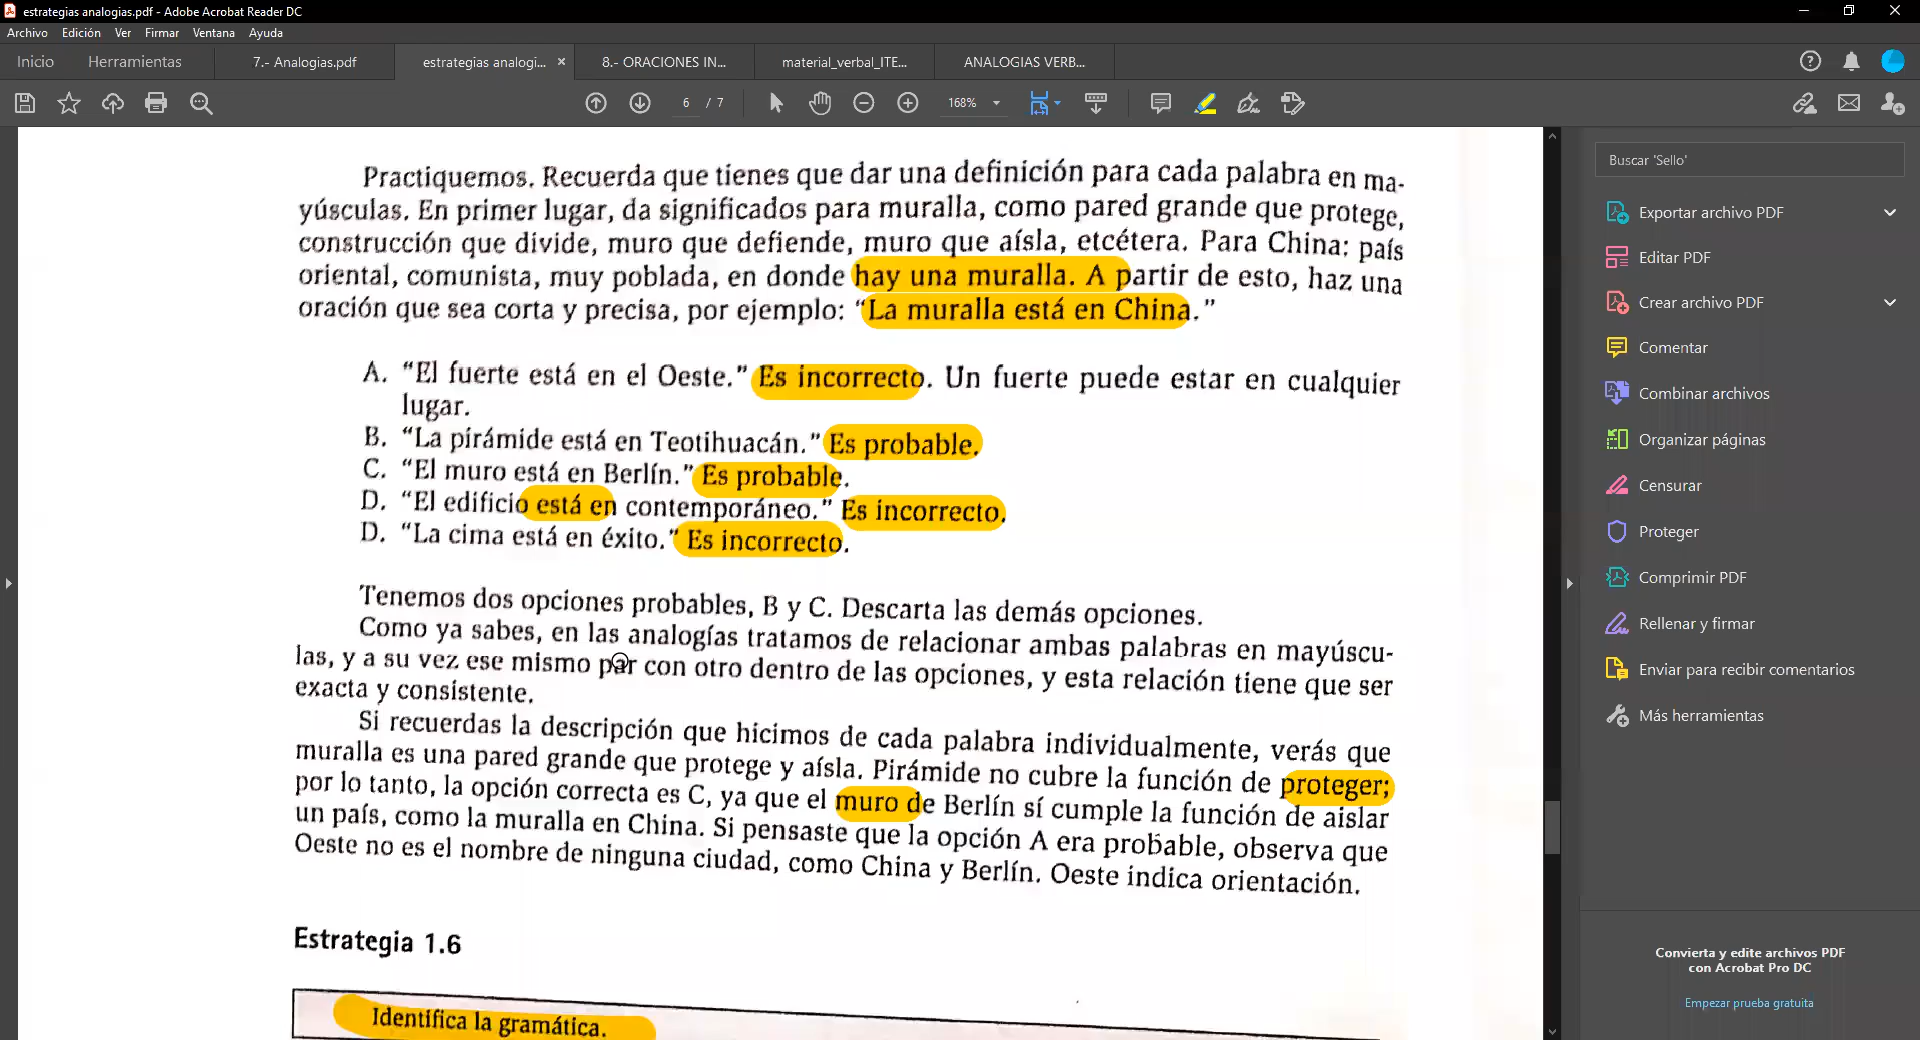 estrategias analogias.pdf - Adobe Acrobat Reader DC
Archivo Edición Ver Firmar Ventana Ayuda
Inicio Herramientas 7.- Analogias.pdf estrategias analogi... × 8.- ORACIONES IN... material_verbal_ITE... ANALOGIAS VERB...
6 / 7 168%
Practiquemos. Recuerda que tienes que dar una definición para cada palabra en ma-
yúsculas. En primer lugar, da significados para muralla, como pared grande que protege,
construcción que divide, muro que defiende, muro que aísla, etcétera. Para China: país
oriental, comunista, muy poblada, en donde hay una muralla. A partir de esto, haz una
oración que sea corta y precisa, por ejemplo: “La muralla está en China.”
A. “El fuerte está en el Oeste.” Es incorrecto. Un fuerte puede estar en cualquier
lugar.
B. “La pirámide está en Teotihuacán.” Es probable.
C. “El muro está en Berlín.” Es probable.
D. “El edificio está en contemporáneo.” Es incorrecto.
D. “La cima está en éxito.” Es incorrecto.
Tenemos dos opciones probables, B y C. Descarta las demás opciones.
Como ya sabes, en las analogías tratamos de relacionar ambas palabras en mayúscu-
las, y a su vez ese mismo par con otro dentro de las opciones, y esta relación tiene que ser
exacta y consistente.
Si recuerdas la descripción que hicimos de cada palabra individualmente, verás que
muralla es una pared grande que protege y aísla. Pirámide no cubre la función de proteger;
por lo tanto, la opción correcta es C, ya que el muro de Berlín sí cumple la función de aislar
un país, como la muralla en China. Si pensaste que la opción A era probable, observa que
Oeste no es el nombre de ninguna ciudad, como China y Berlín. Oeste indica orientación.
Estrategia 1.6
Identifica la gramática.
Buscar 'Sello'
Exportar archivo PDF
Editar PDF
Crear archivo PDF
Comentar
Combinar archivos
Organizar páginas
Censurar
Proteger
Comprimir PDF
Rellenar y firmar
Enviar para recibir comentarios
Más herramientas
Convierta y edite archivos PDF
con Acrobat Pro DC
Empezar prueba gratuita